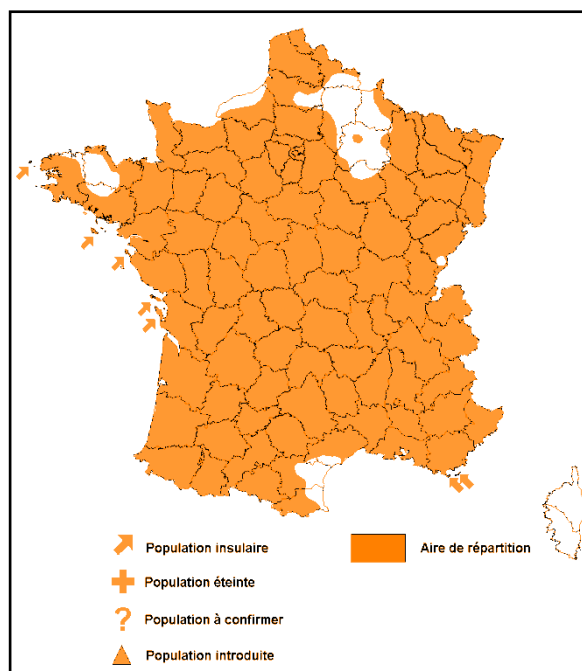 Population insulaire
Aire de répartition
Population éteinte
? Population à confirmer
Population introduite